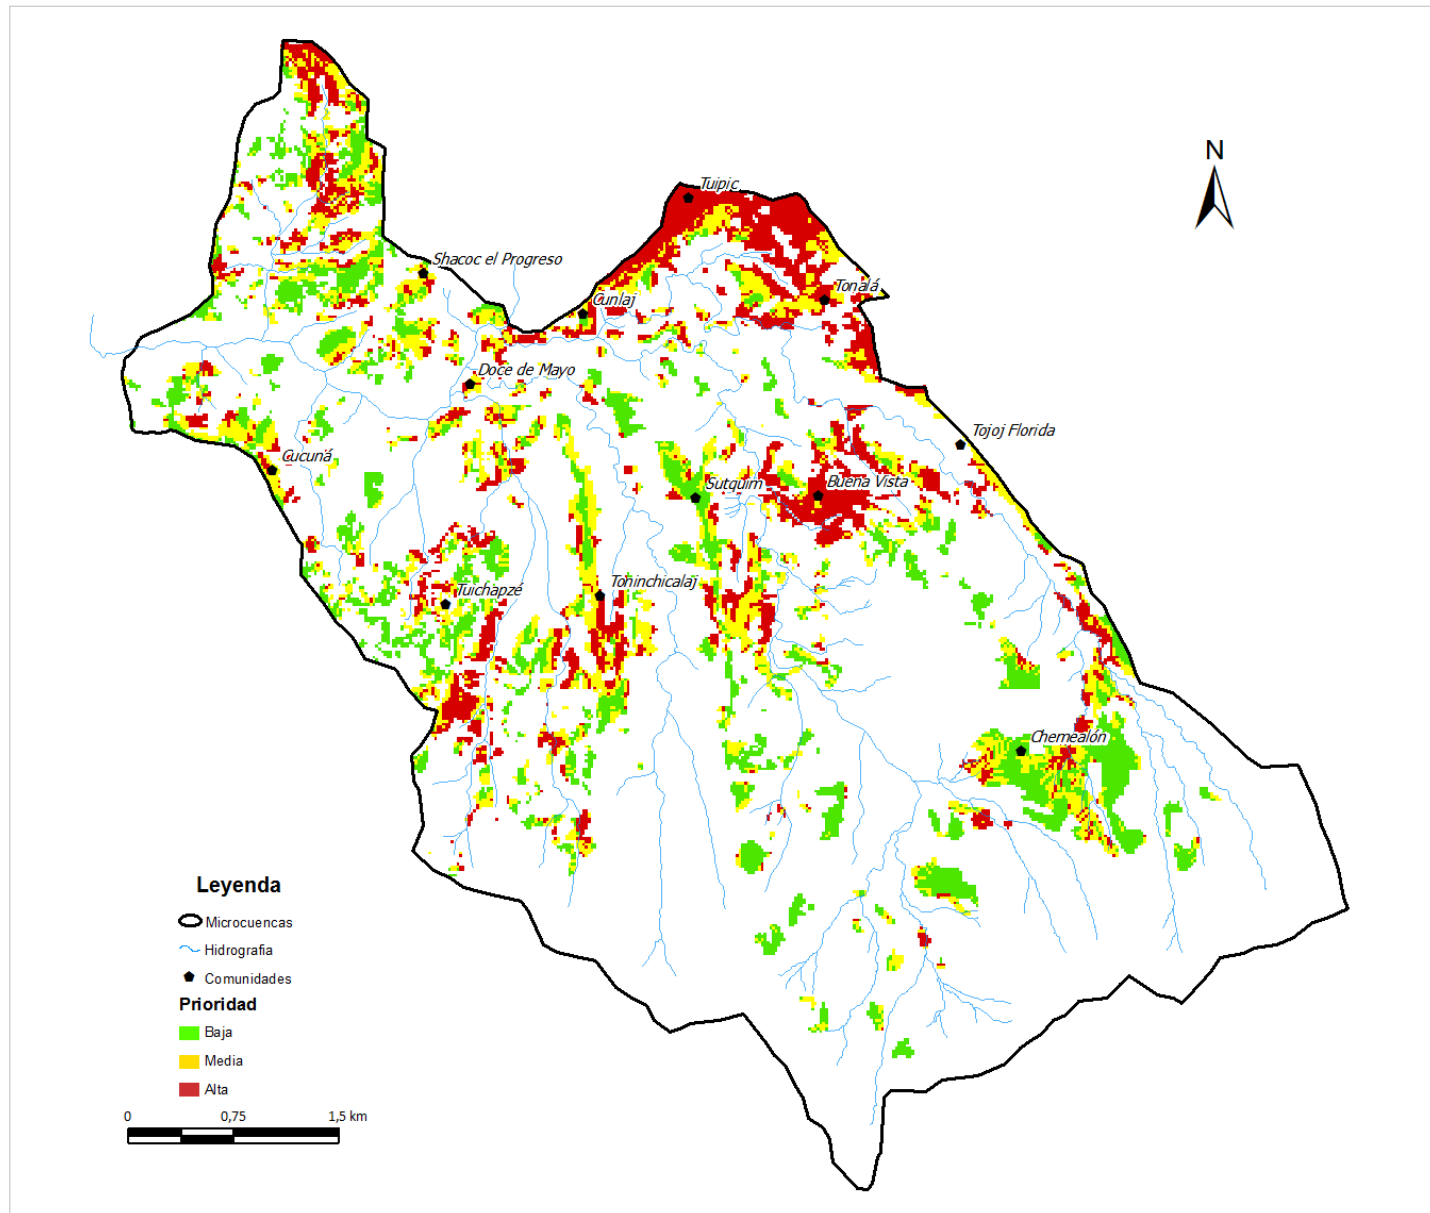 N
Tuipic
Shacoc el Progreso
Tonalá
Cunlaj
Doce de Mayo
Tojoj Florida
Cucuná
Sutquim
Buena Vista
Tohinchicalaj
Tuichapzé
Chemealón
Leyenda
Microcuencas
Hidrografia
Comunidades
Prioridad
Baja
Media
Alta
0 0,75 1,5 km